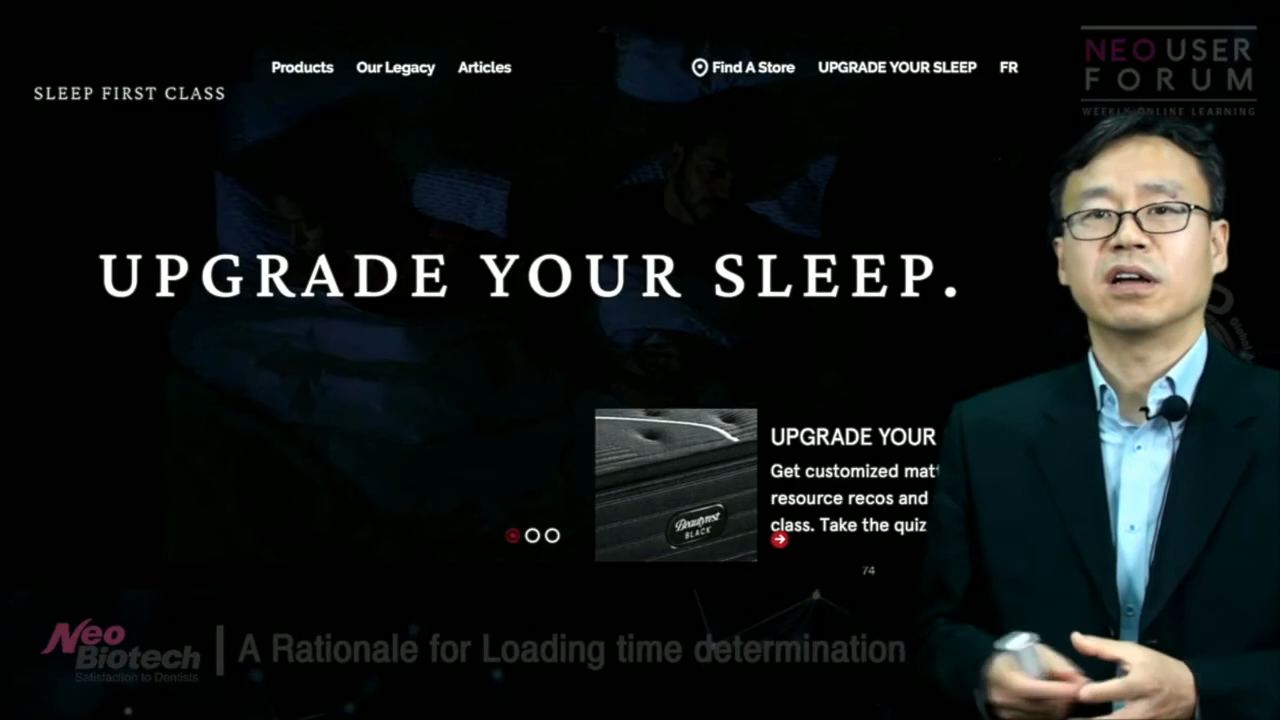 Products
Our Legacy
Articles
Find A Store
UPGRADE YOUR SLEEP
FR
NEO USER
FORUM
WEEKLY ONLINE LEARNING
SLEEP FIRST CLASS
UPGRADE YOUR SLEEP.
UPGRADE YOUR
Get customized mat
resource recos and
class. Take the quiz
Beautyrest
BLACK
74
Neo
Biotech
Satisfaction to Dentists
A Rationale for Loading time determination
Global